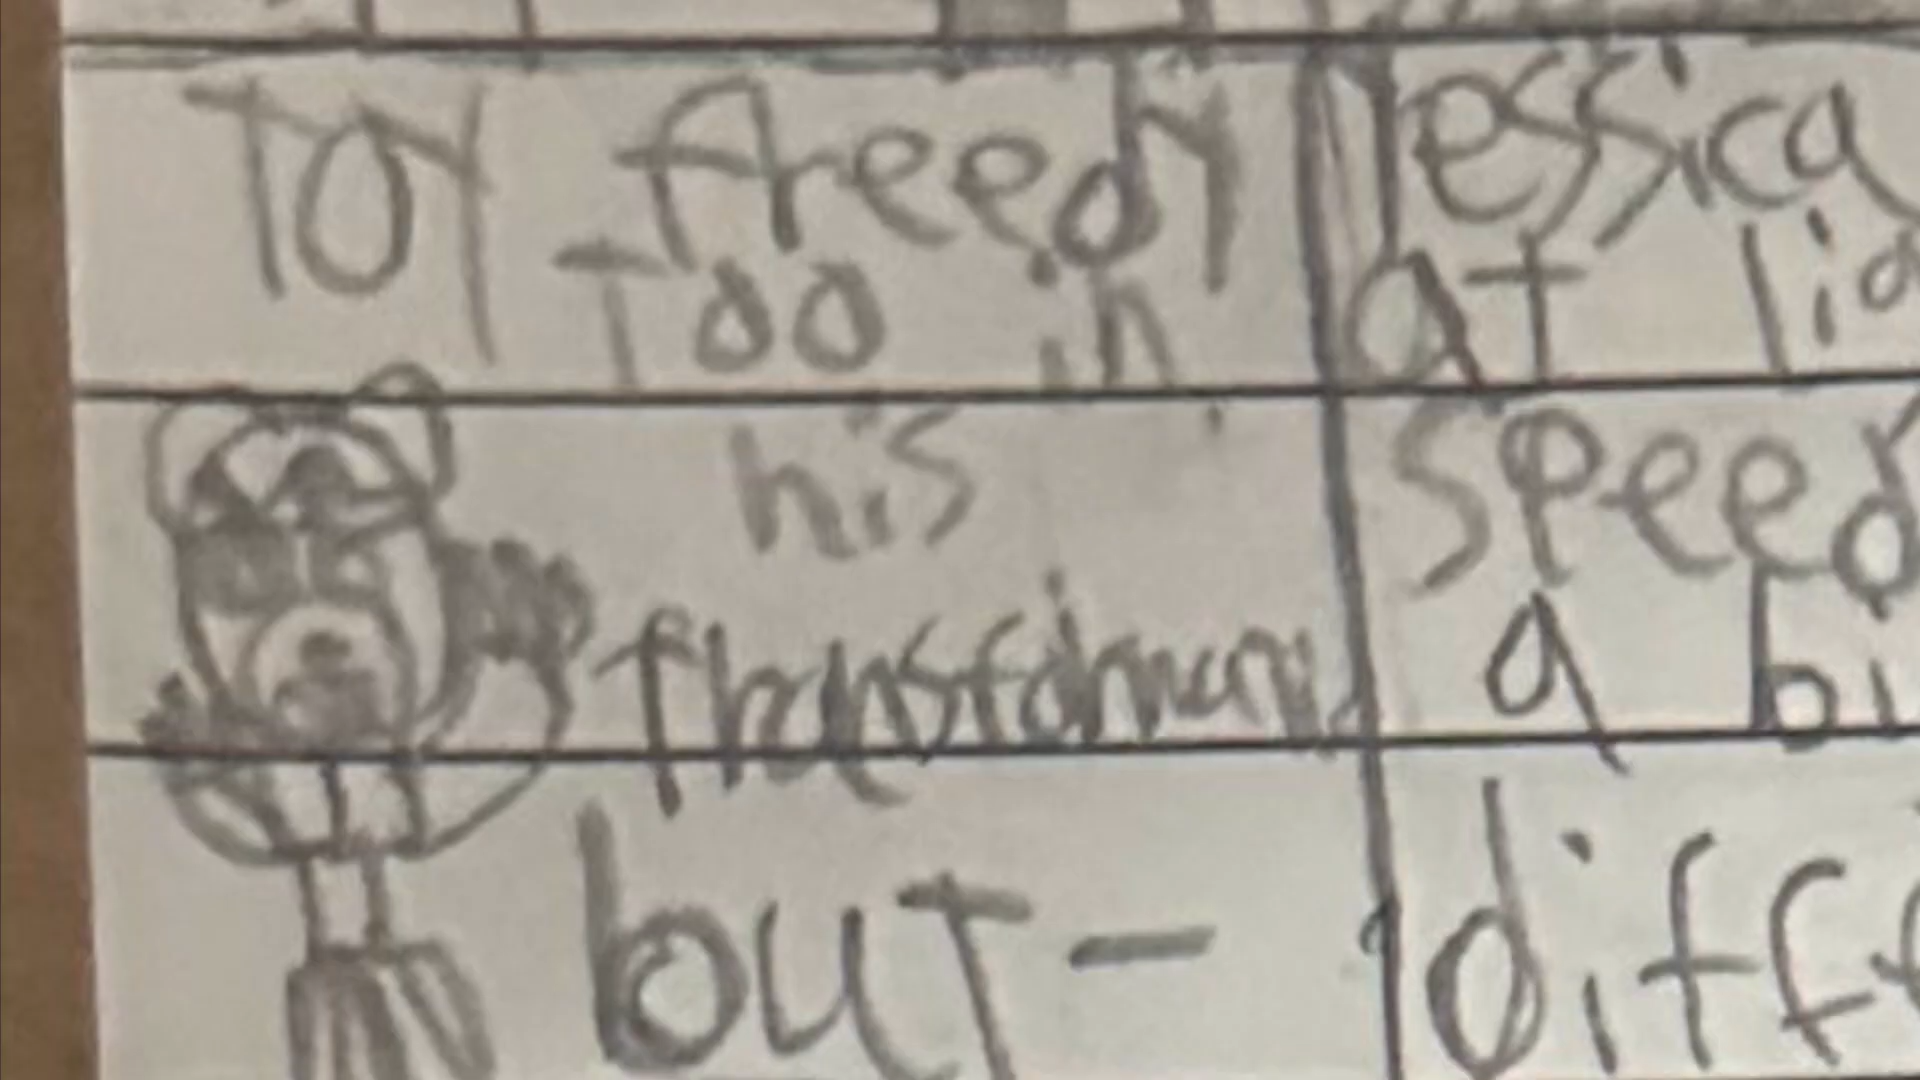 TOY freedy
Too in
his
but -
essica
at
speed
a
diff